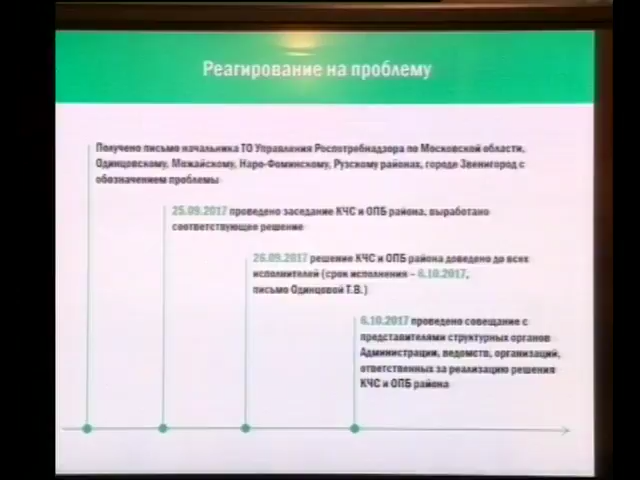 Реагирование на проблему
Получено письмо начальника ТО Управления Роспотребнадзора по Московской области,
Одинцовскому, Можайскому, Наро-Фоминскому, Рузскому районах, городе Звенигород с
обозначением проблемы
25.09.2017 проведено заседание КЧС и ОПБ района, выработано
соответствующее решение
26.09.2017 решение КЧС и ОПБ района доведено до всех
исполнителей (срок исполнения – 6.10.2017,
письмо Одинцовой Т.В.)
6.10.2017 проведено совещание с
представителями структурных органов
Администрации, ведомств, организаций,
ответственных за реализацию решения
КЧС и ОПБ района